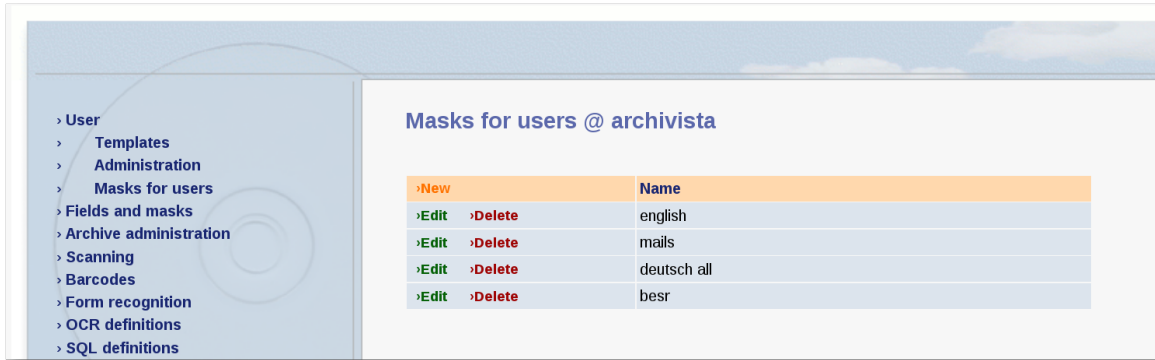 › User
› Templates
› Administration
› Masks for users
› Fields and masks
› Archive administration
› Scanning
› Barcodes
› Form recognition
› OCR definitions
› SQL definitions
Masks for users @ archivista
›New Name
›Edit ›Delete english
›Edit ›Delete mails
›Edit ›Delete deutsch all
›Edit ›Delete besr